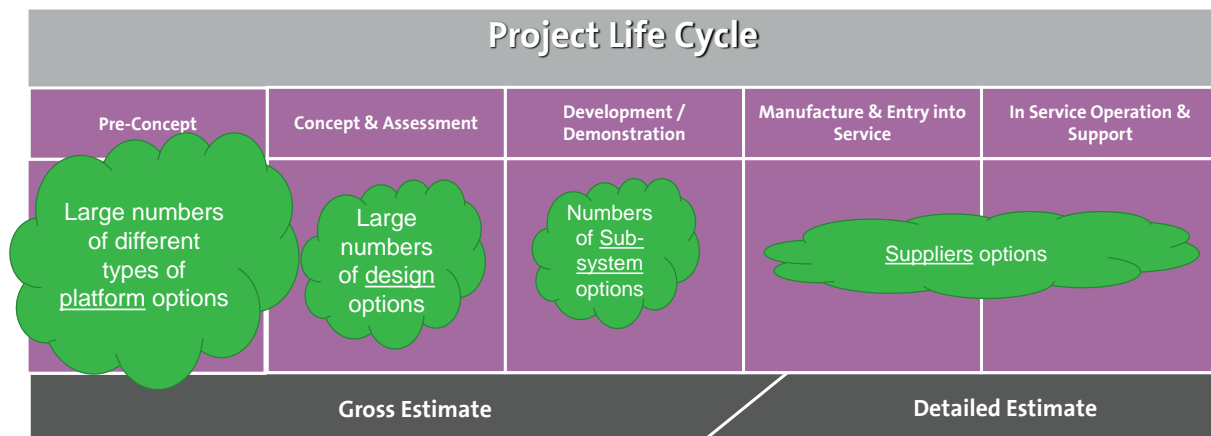 Project Life Cycle
Pre-Concept
Concept & Assessment
Development /
Demonstration
Manufacture & Entry into
Service
In Service Operation &
Support
Large numbers
of different
types of
platform options
Large
numbers
of design
options
Numbers
of Sub-
system
options
Suppliers options
Gross Estimate
Detailed Estimate